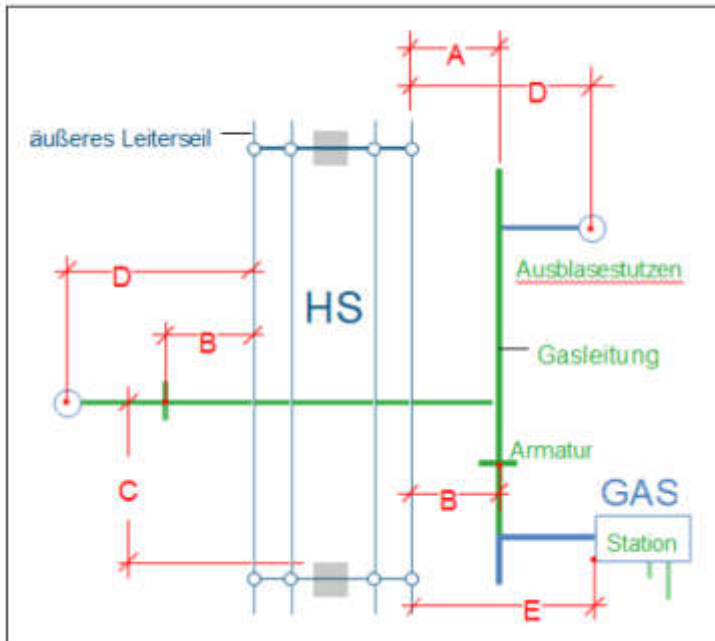 A
D
äußeres Leiterseil
Ausblasestutzen
D
HS
B
Gasleitung
Armatur
C
B
GAS
Station
E